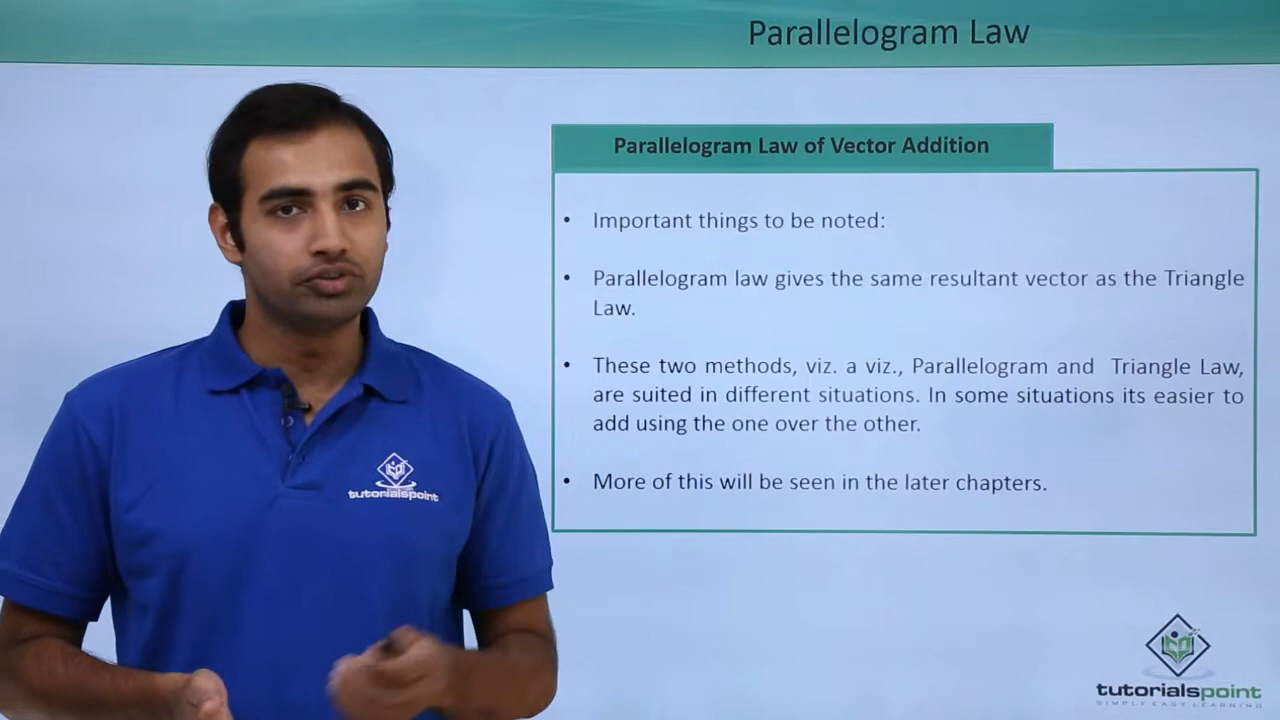 Parallelogram Law
Parallelogram Law of Vector Addition
• Important things to be noted:
• Parallelogram law gives the same resultant vector as the Triangle
Law.
• These two methods, viz. a viz., Parallelogram and Triangle Law,
are suited in different situations. In some situations its easier to
add using the one over the other.
• More of this will be seen in the later chapters.
tutorialspoint
tutorialspoint
SIMPLY EASY LEARNING